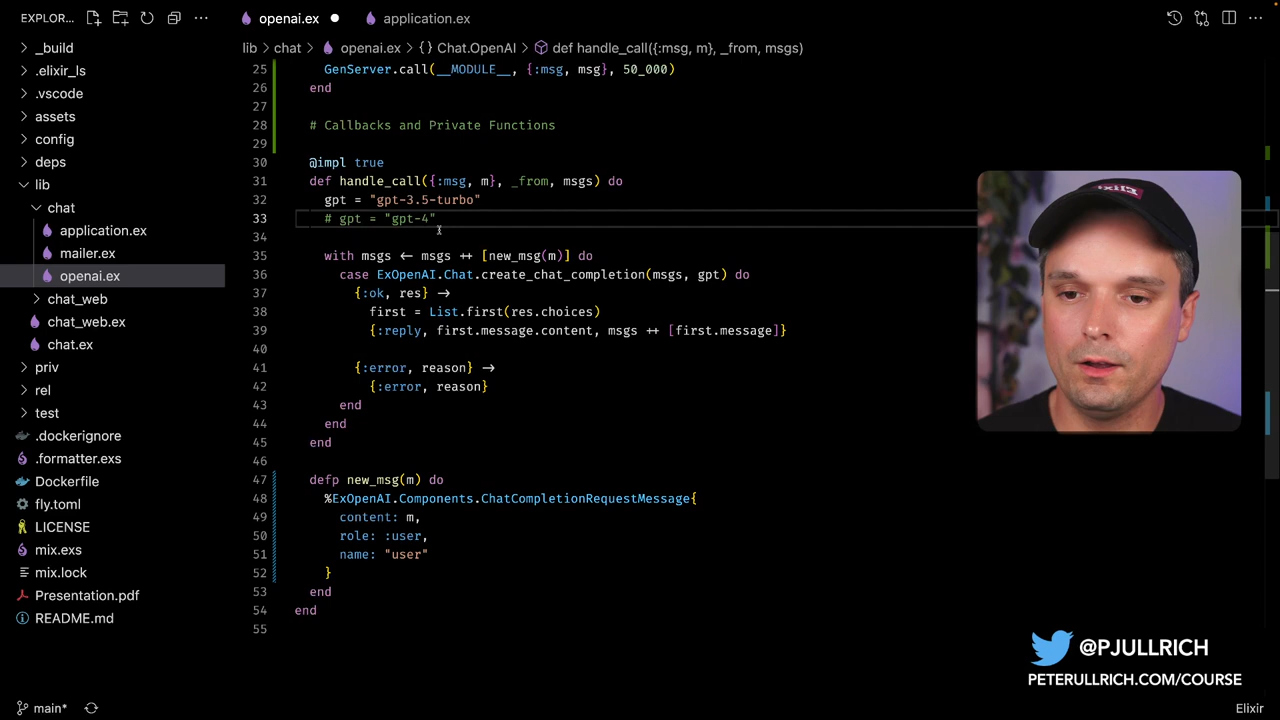 EXPLOR...
openai.ex
application.ex
lib > chat > openai.ex > {} Chat.OpenAI > def handle_call({:msg, m}, _from, msgs)
_build
.elixir_ls
.vscode
assets
config
deps
lib
chat
application.ex
mailer.ex
openai.ex
chat_web
chat_web.ex
chat.ex
priv
rel
test
.dockerignore
.formatter.exs
Dockerfile
fly.toml
LICENSE
mix.exs
mix.lock
Presentation.pdf
README.md
25 GenServer.call(__MODULE__, {:msg, msg}, 50_000)
26 end
27
28 # Callbacks and Private Functions
29
30 @impl true
31 def handle_call({:msg, m}, _from, msgs) do
32 gpt = "gpt-3.5-turbo"
33 # gpt = "gpt-4"
34
35 with msgs <- msgs ++ [new_msg(m)] do
36 case ExOpenAI.Chat.create_chat_completion(msgs, gpt) do
37 {:ok, res} ->
38 first = List.first(res.choices)
39 {:reply, first.message.content, msgs ++ [first.message]}
40
41 {:error, reason} ->
42 {:error, reason}
43 end
44 end
45 end
46
47 defp new_msg(m) do
48 %ExOpenAI.Components.ChatCompletionRequestMessage{
49 content: m,
50 role: :user,
51 name: "user"
52 }
53 end
54 end
55
@PJULLRICH
PETERULLRICH.COM/COURSE
main*
Elixir